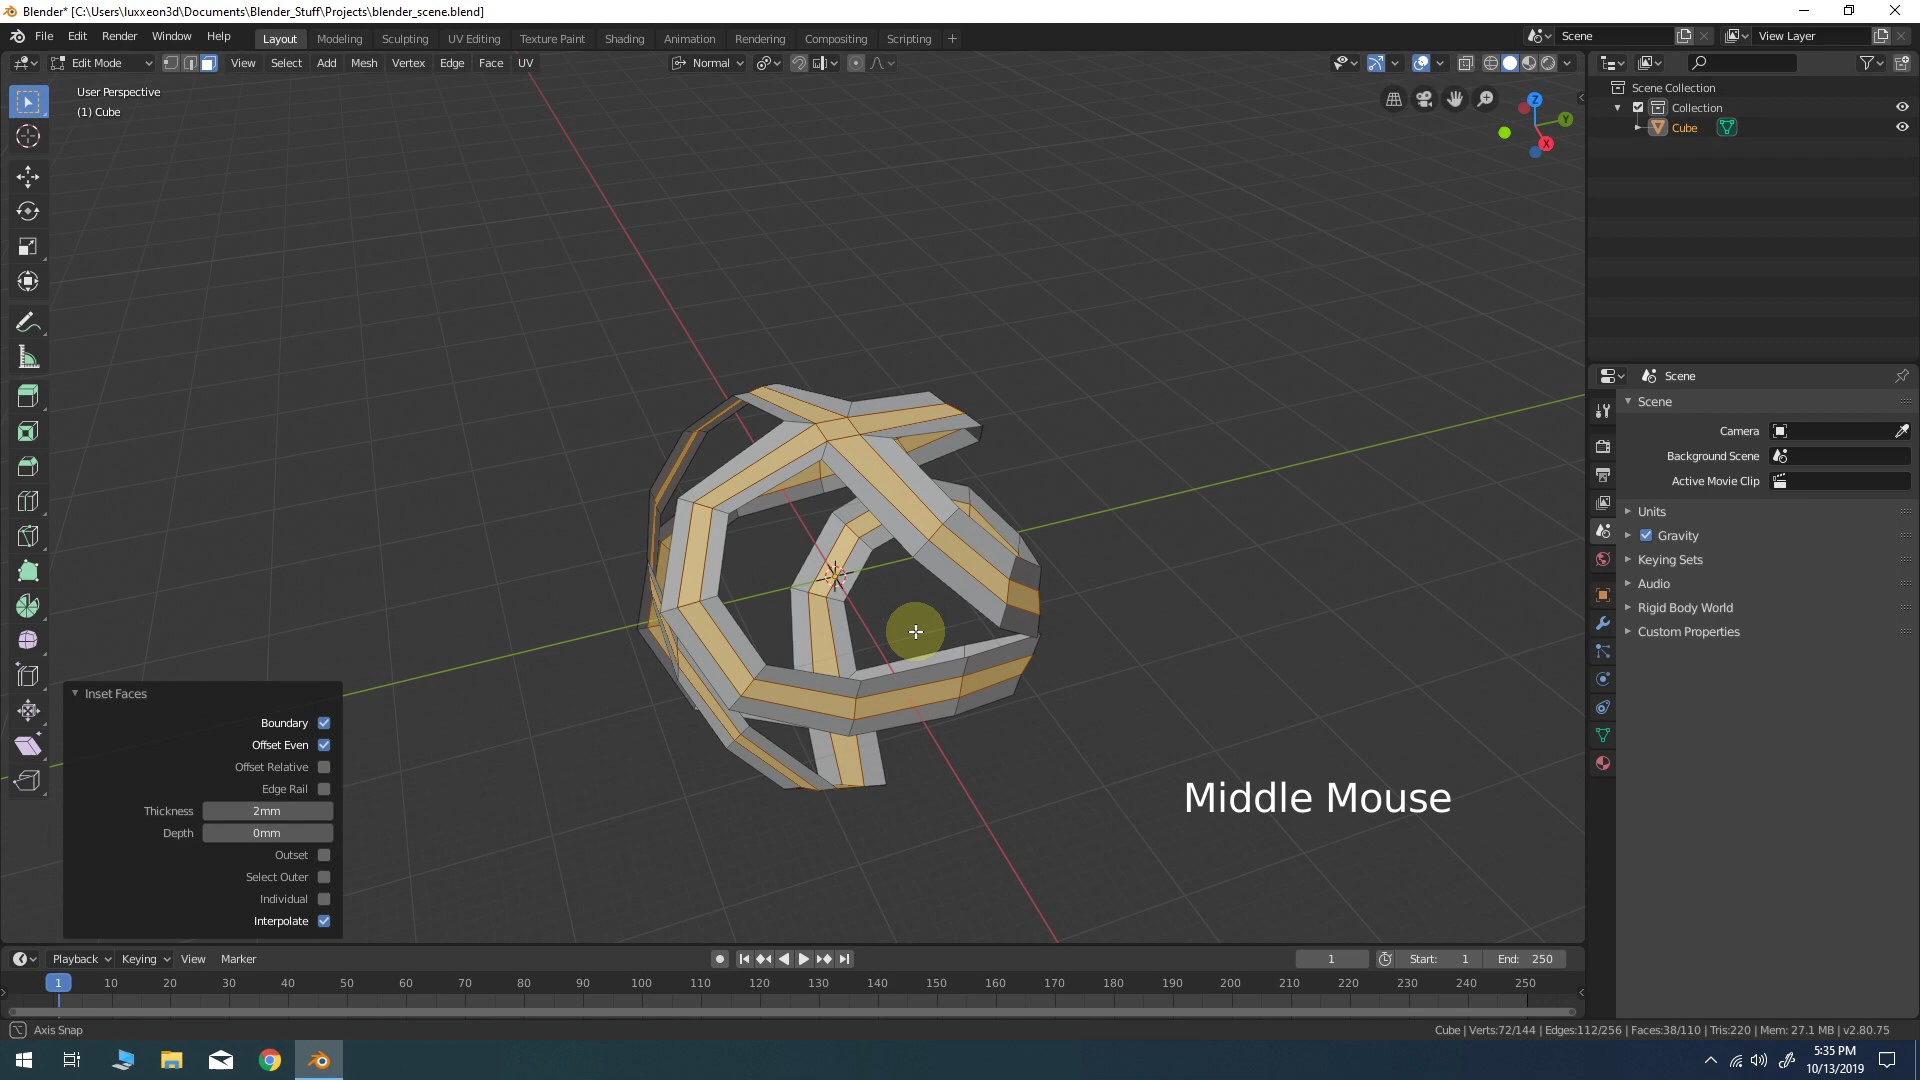 Blender* [C:\Users\luxxeon3d\Documents\Blender_Stuff\Projects\blender_scene.blend]
File Edit Render Window Help Layout Modeling Sculpting UV Editing Texture Paint Shading Animation Rendering Compositing Scripting + Scene View Layer
Edit Mode View Select Add Mesh Vertex Edge Face UV Normal
User Perspective
(1) Cube
Z
Y
X
Scene Collection
Collection
Cube
Scene
Scene
Camera
Background Scene
Active Movie Clip
Units
Gravity
Keying Sets
Audio
Rigid Body World
Custom Properties
Inset Faces
Boundary
Offset Even
Offset Relative
Edge Rail
Thickness 2mm
Depth 0mm
Outset
Select Outer
Individual
Interpolate
Middle Mouse
Playback Keying View Marker 1 Start: 1 End: 250
1 10 20 30 40 50 60 70 80 90 100 110 120 130 140 150 160 170 180 190 200 210 220 230 240 250
Axis Snap Cube | Verts:72/144 | Edges:112/256 | Faces:38/110 | Tris:220 | Mem: 27.1 MB | v2.80.75
5:35 PM
10/13/2019